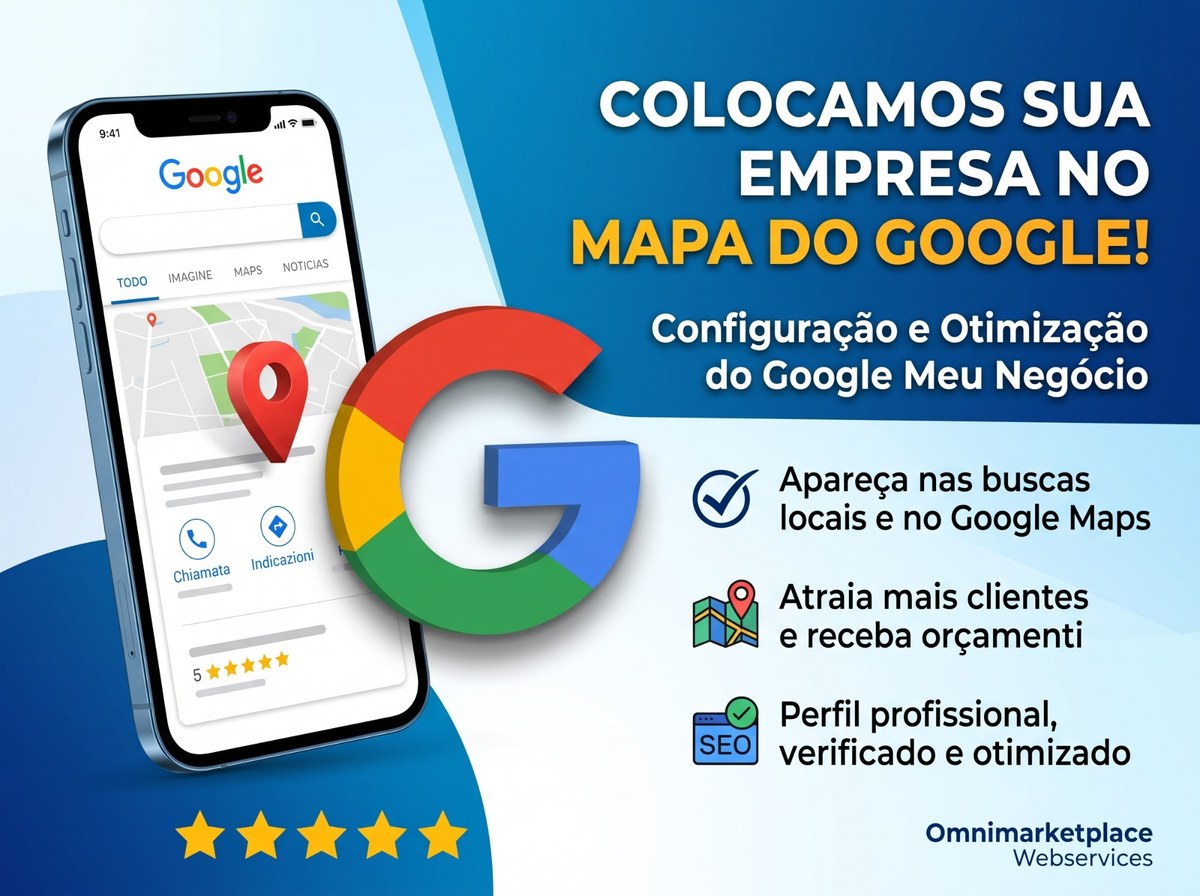 9:41
Google
TODO IMAGINE MAPS NOTICIAS
Chiamata Indicazioni
5
COLOCAMOS SUA
EMPRESA NO
MAPA DO GOOGLE!
Configuração e Otimização
do Google Meu Negócio
G
Apareça nas buscas
locais e no Google Maps
Atraia mais clientes
e receba orçamenti
SEO
Perfil profissional,
verificado e otimizado
Omnimarketplace
Webservices